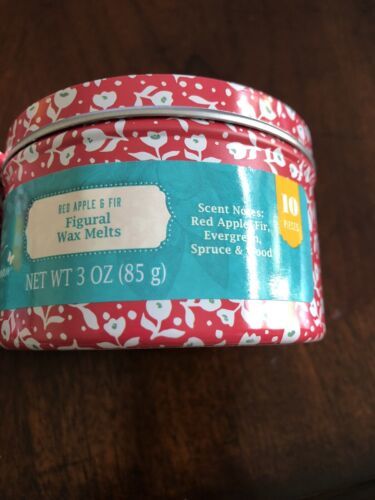 RED APPLE & FIR
Figural
Wax Melts
NET WT 3 OZ (85 g)
Scent Notes:
Red Apple, Fir,
Evergreen,
Spruce & Wood
10
PIECES